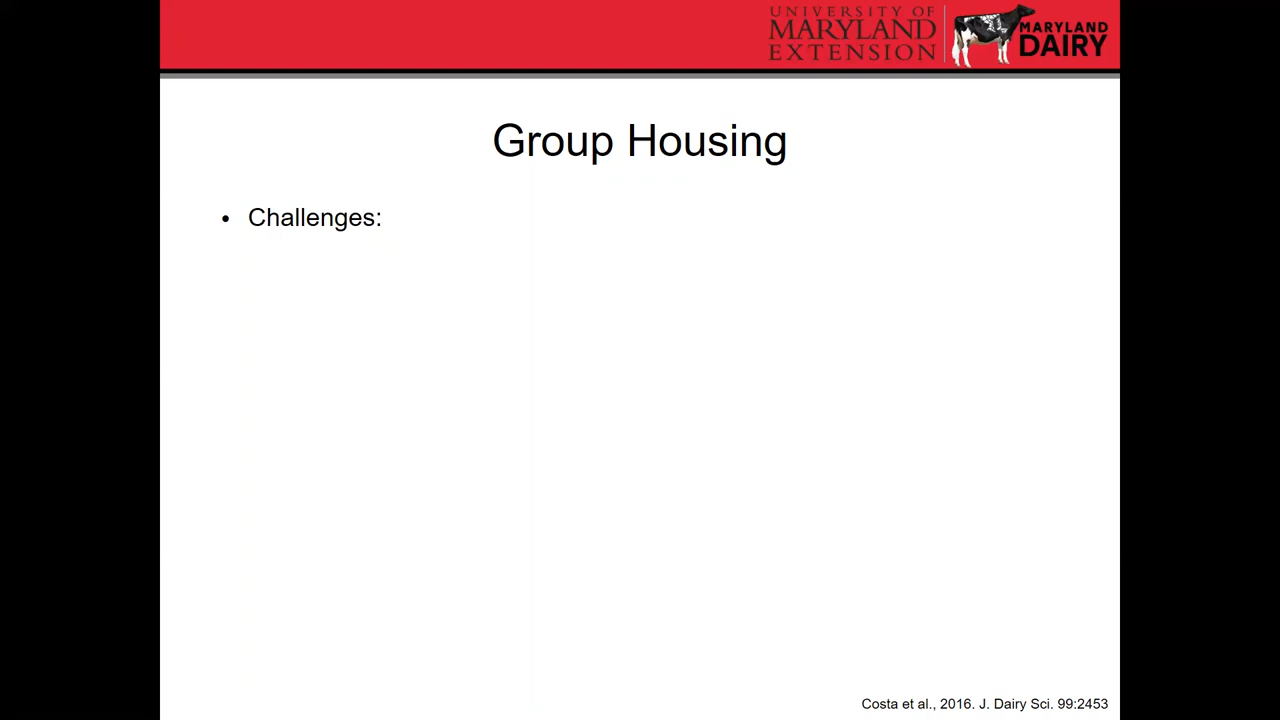 UNIVERSITY OF
MARYLAND
EXTENSION
MARYLAND
DAIRY
Group Housing
• Challenges:
Costa et al., 2016. J. Dairy Sci. 99:2453